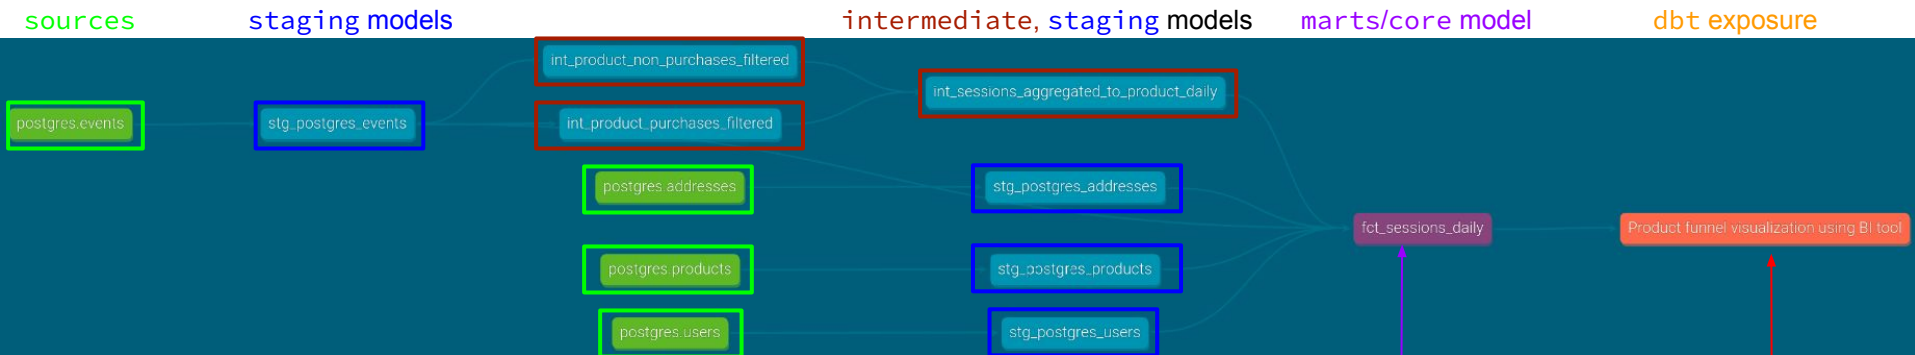 sources
staging models
intermediate, staging models
marts/core model
dbt exposure
int_product_non_purchases_filtered
int_sessions_aggregated_to_product_daily
postgres.events
stg_postgres_events
int_product_purchases_filtered
postgres.addresses
stg_postgres_addresses
fct_sessions_daily
Product funnel visualization using BI tool
postgres.products
stg_postgres_products
postgres.users
stg_postgres_users